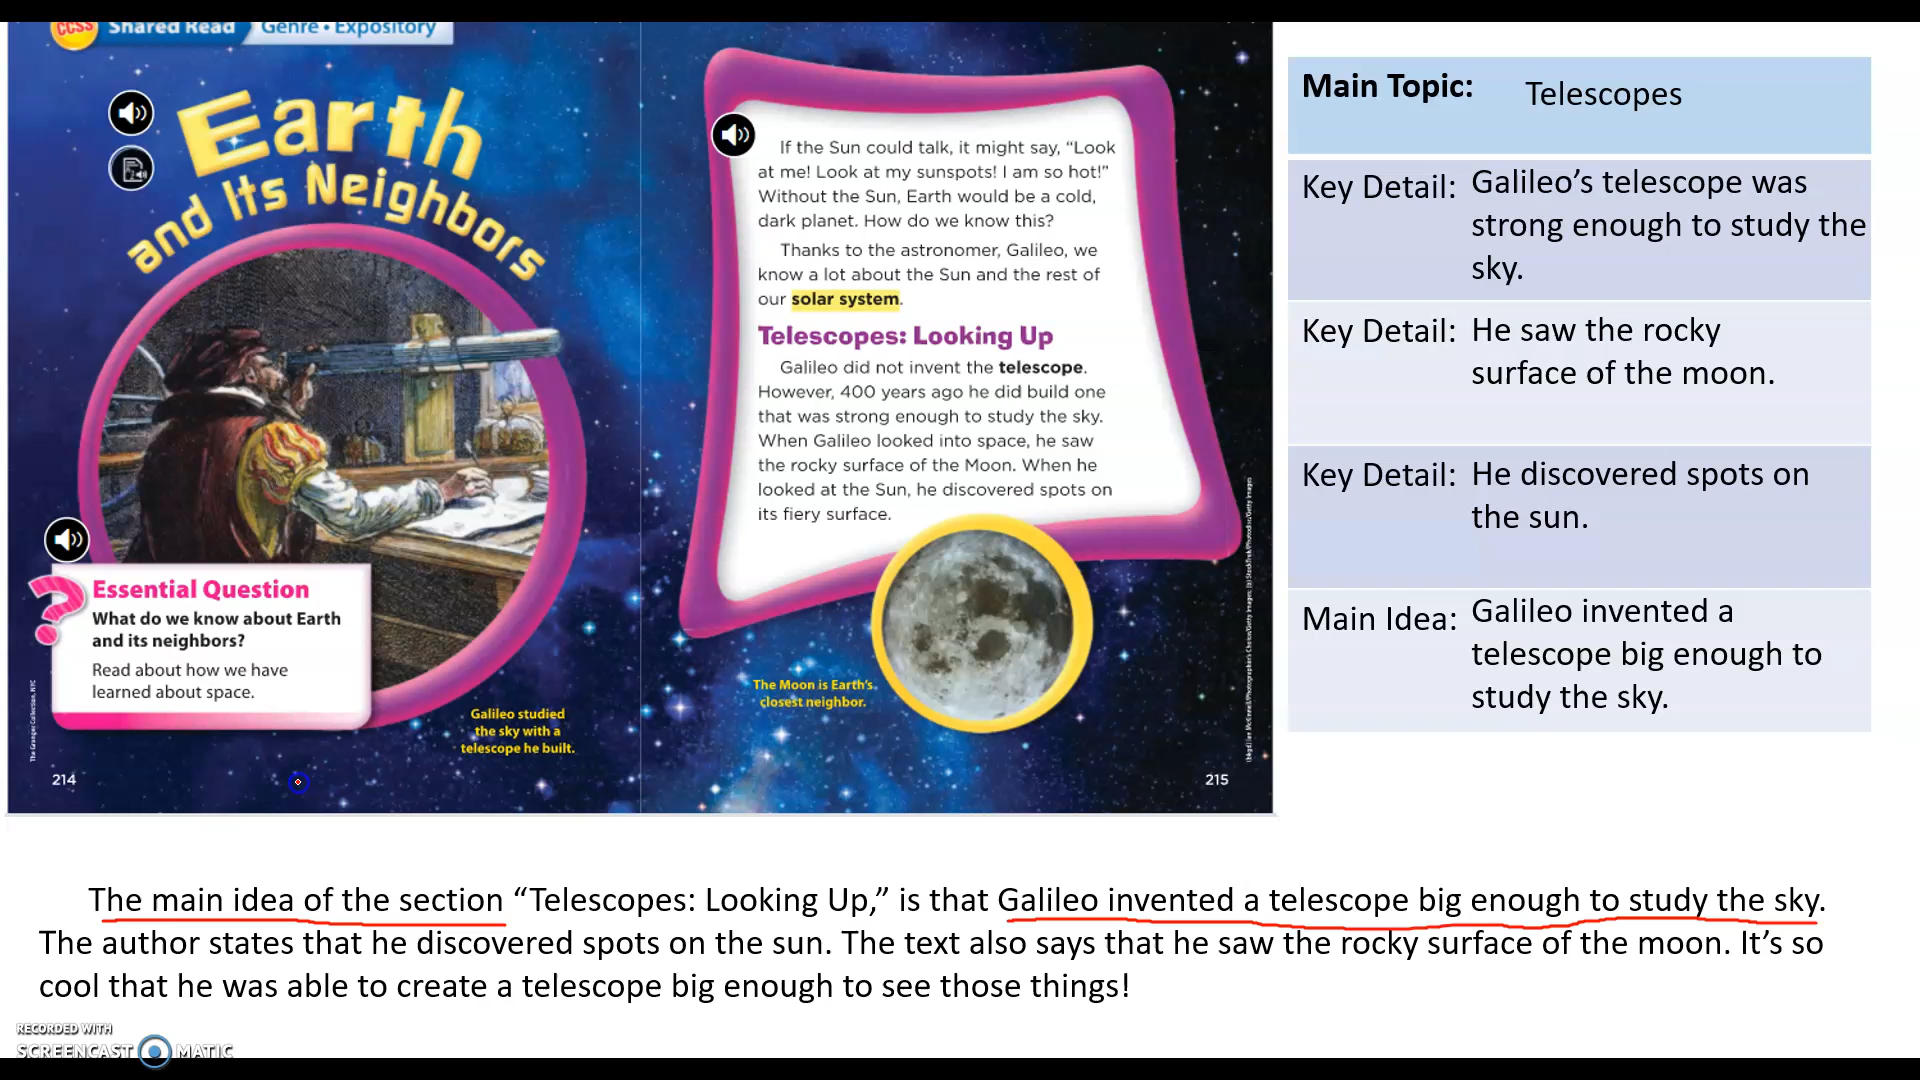 CCSS Shared Read Genre • Expository
Earth
and Its Neighbors
Essential Question
What do we know about Earth
and its neighbors?
Read about how we have
learned about space.
Galileo studied
the sky with a
telescope he built.
214
If the Sun could talk, it might say, “Look
at me! Look at my sunspots! I am so hot!”
Without the Sun, Earth would be a cold,
dark planet. How do we know this?
Thanks to the astronomer, Galileo, we
know a lot about the Sun and the rest of
our solar system.
Telescopes: Looking Up
Galileo did not invent the telescope.
However, 400 years ago he did build one
that was strong enough to study the sky.
When Galileo looked into space, he saw
the rocky surface of the Moon. When he
looked at the Sun, he discovered spots on
its fiery surface.
The Moon is Earth’s
closest neighbor.
215
The Granger Collection, NYC
Main Topic: Telescopes
Key Detail: Galileo’s telescope was
strong enough to study the
sky.
Key Detail: He saw the rocky
surface of the moon.
Key Detail: He discovered spots on
the sun.
Main Idea: Galileo invented a
telescope big enough to
study the sky.
The main idea of the section “Telescopes: Looking Up,” is that Galileo invented a telescope big enough to study the sky.
The author states that he discovered spots on the sun. The text also says that he saw the rocky surface of the moon. It’s so
cool that he was able to create a telescope big enough to see those things!
RECORDED WITH
SCREENCAST MATIC